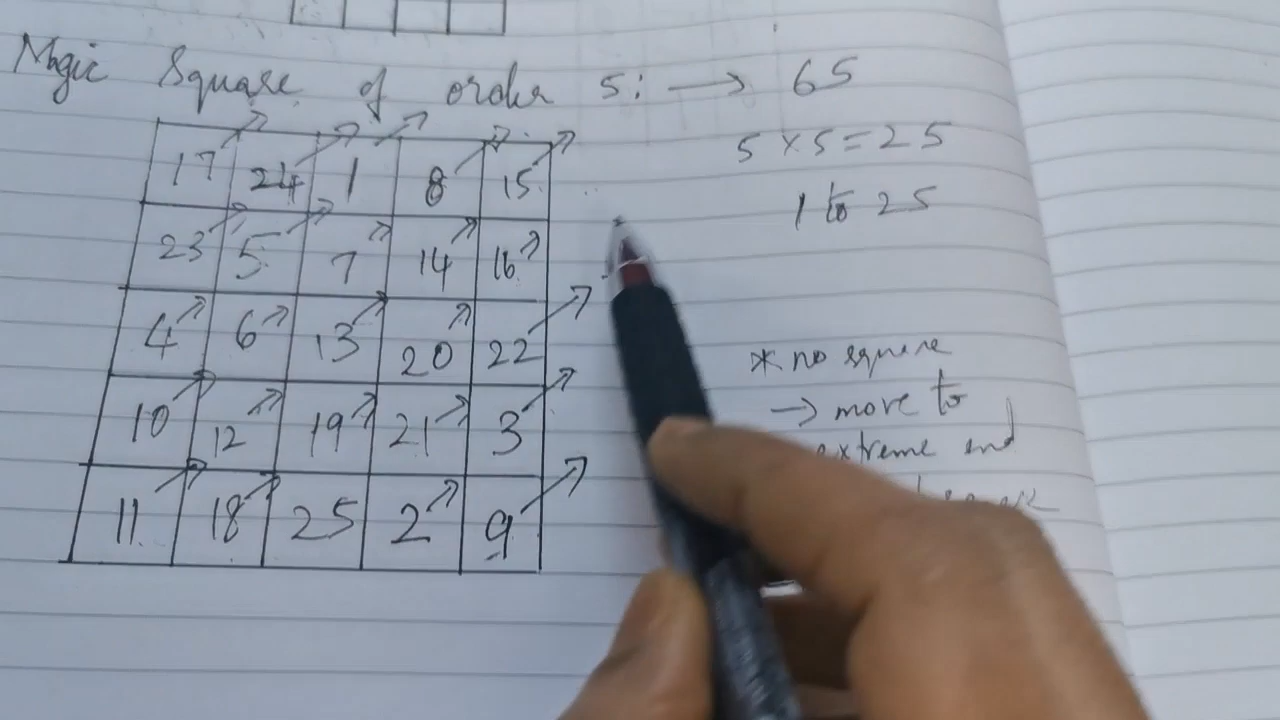 Magic Square of order 5: → 65
5 × 5 = 25
1 to 25
17 24 1 8 15
23 5 7 14 16
4 6 13 20 22
10 12 19 21 3
11 18 25 2 9
* no square
→ move to
extreme end